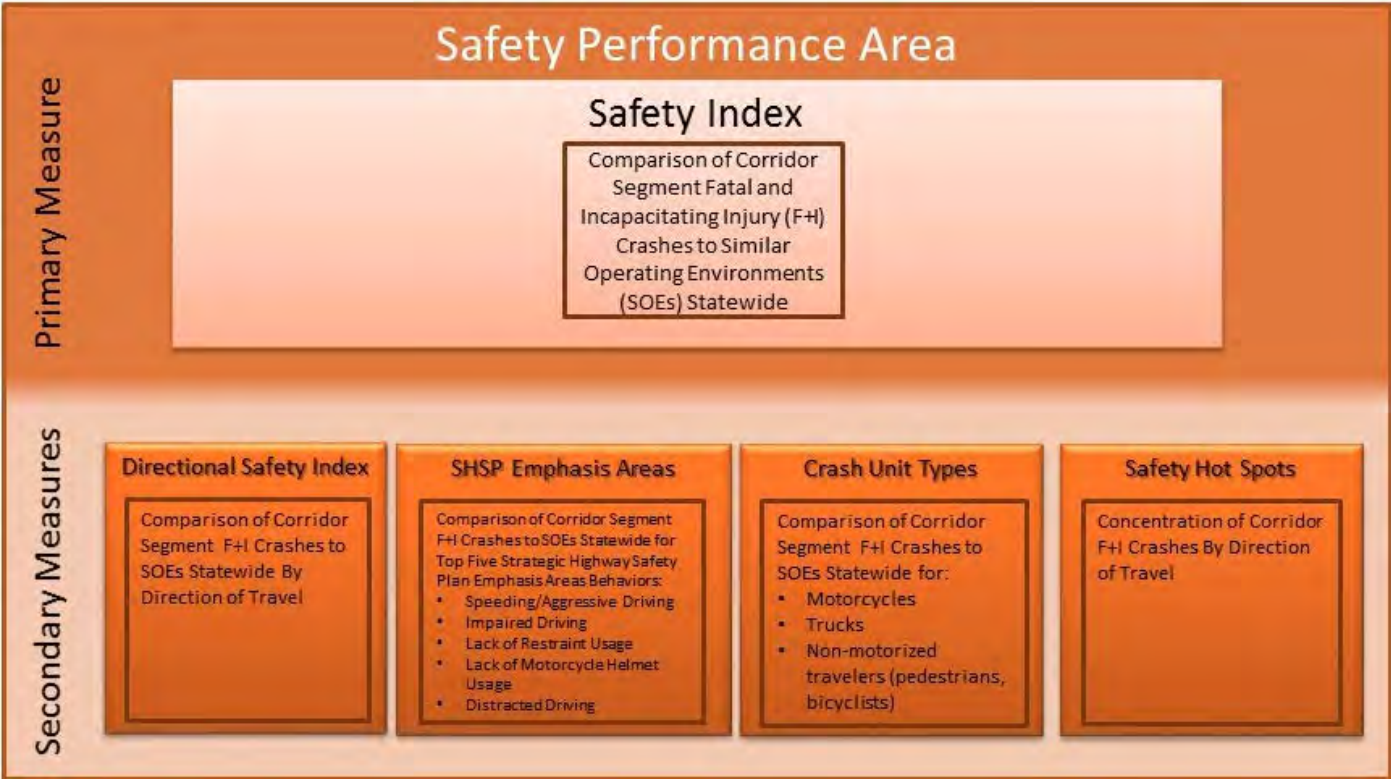 Safety Performance Area
Primary Measure
Safety Index
Comparison of Corridor
Segment Fatal and
Incapacitating Injury (F+I)
Crashes to Similar
Operating Environments
(SOEs) Statewide
Secondary Measures
Directional Safety Index
Comparison of Corridor
Segment F+I Crashes to
SOEs Statewide By
Direction of Travel
SHSP Emphasis Areas
Comparison of Corridor Segment
F+I Crashes to SOEs Statewide for
Top Five Strategic Highway Safety
Plan Emphasis Areas Behaviors:
• Speeding/Aggressive Driving
• Impaired Driving
• Lack of Restraint Usage
• Lack of Motorcycle Helmet
Usage
• Distracted Driving
Crash Unit Types
Comparison of Corridor
Segment F+I Crashes to
SOEs Statewide for:
• Motorcycles
• Trucks
• Non-motorized
travelers (pedestrians,
bicyclists)
Safety Hot Spots
Concentration of Corridor
F+I Crashes By Direction
of Travel